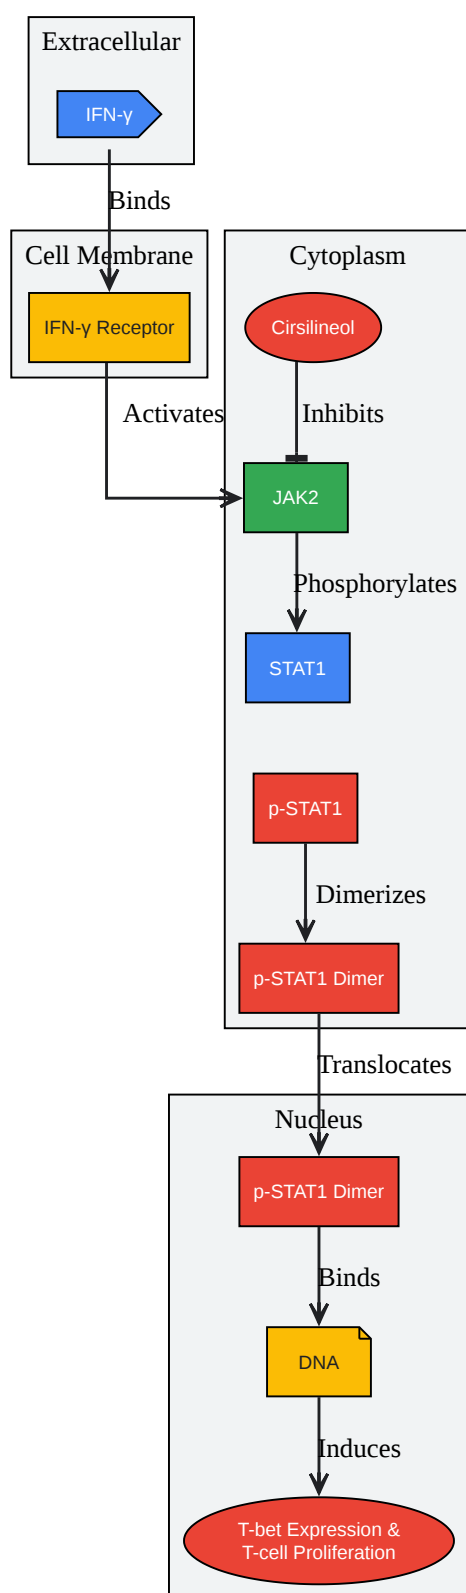 Extracellular
IFN-γ
Binds
Cell Membrane
IFN-γ Receptor
Activates
Cytoplasm
Cirsilineol
Inhibits
JAK2
Phosphorylates
STAT1
p-STAT1
Dimerizes
p-STAT1 Dimer
Translocates
Nucleus
p-STAT1 Dimer
Binds
DNA
Induces
T-bet Expression &
T-cell Proliferation